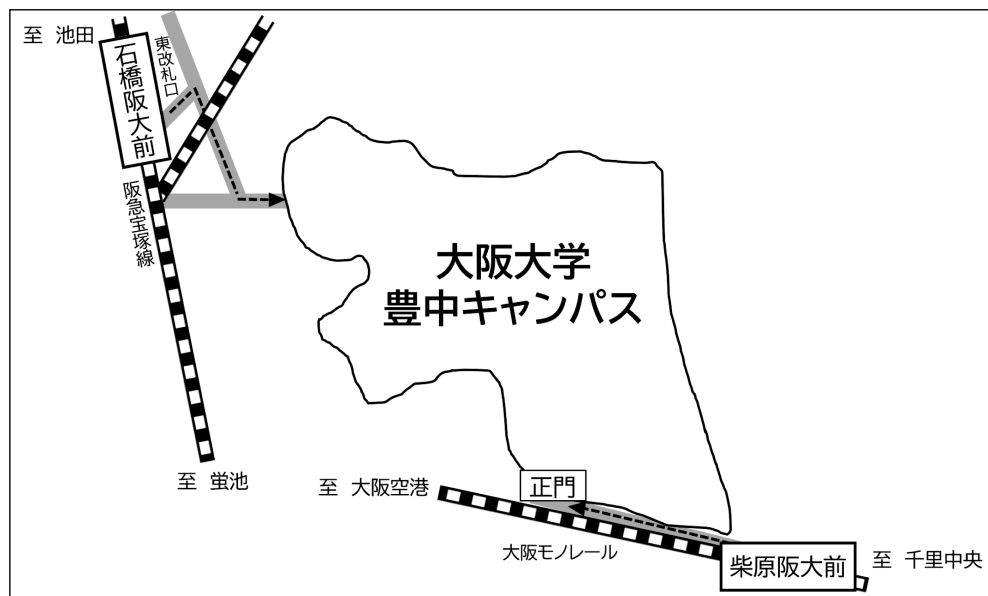 至 池田
石橋阪大前
東改札口
阪急宝塚線
大阪大学
豊中キャンパス
至 蛍池
至 大阪空港
正門
大阪モノレール
柴原阪大前
至 千里中央